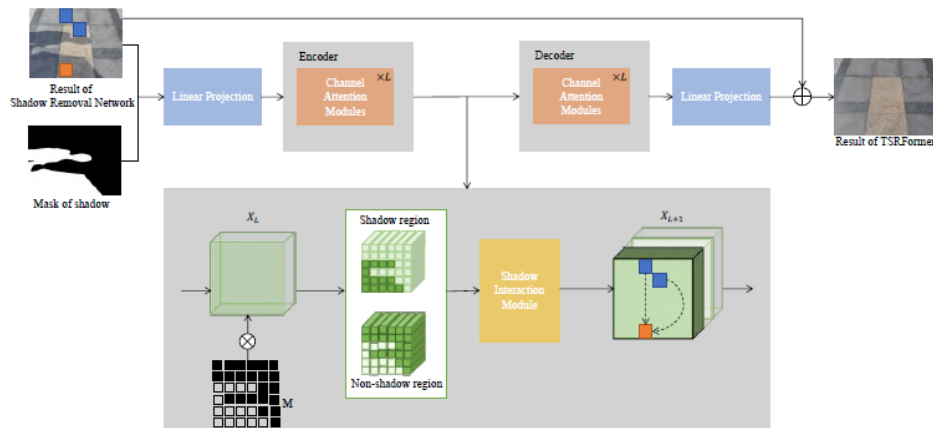 Result of
Shadow Removal Network
Mask of shadow
Linear Projection
Encoder
×L
Channel
Attention
Modules
Decoder
×L
Channel
Attention
Modules
Linear Projection
Result of TSRFormer
X_L
M
Shadow region
Non-shadow region
Shadow
Interaction
Module
X_{L+1}